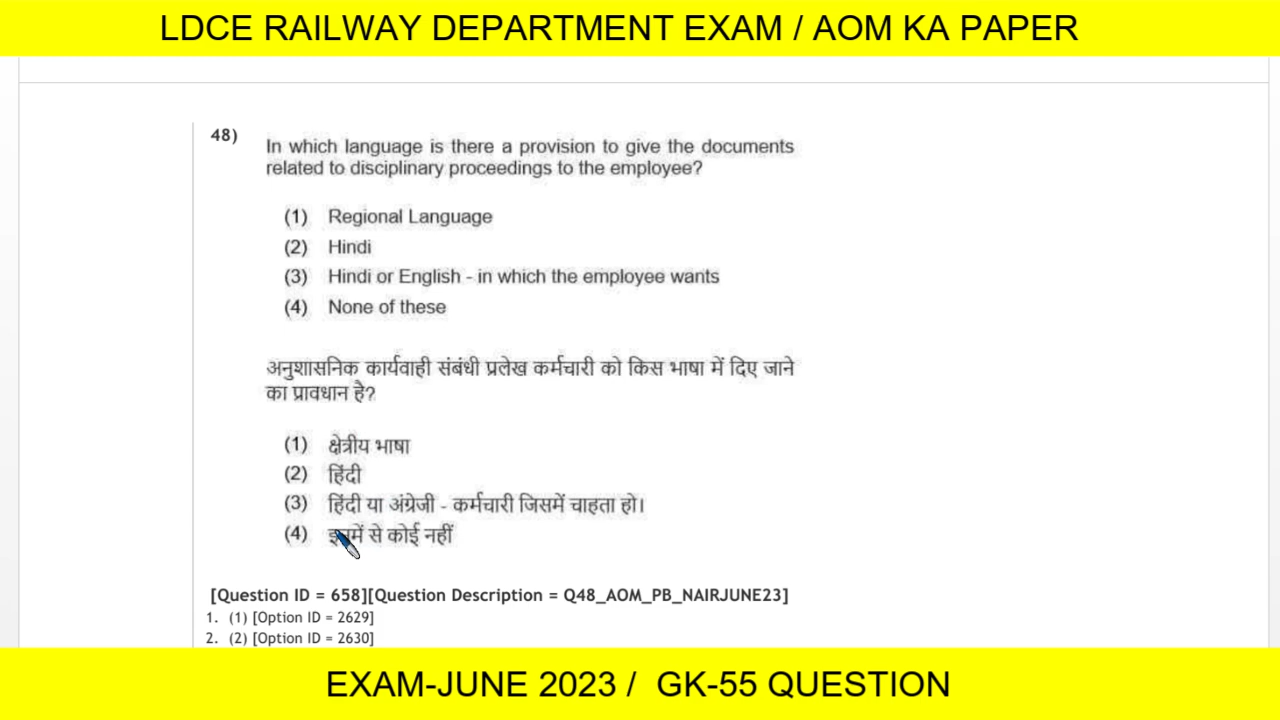 LDCE RAILWAY DEPARTMENT EXAM / AOM KA PAPER
48)
In which language is there a provision to give the documents
related to disciplinary proceedings to the employee?
(1) Regional Language
(2) Hindi
(3) Hindi or English - in which the employee wants
(4) None of these
अनुशासनिक कार्यवाही संबंधी प्रलेख कर्मचारी को किस भाषा में दिए जाने
का प्रावधान है?
(1) क्षेत्रीय भाषा
(2) हिंदी
(3) हिंदी या अंग्रेजी - कर्मचारी जिसमें चाहता हो।
(4) इनमें से कोई नहीं
[Question ID = 658][Question Description = Q48_AOM_PB_NAIRJUNE23]
1. (1) [Option ID = 2629]
2. (2) [Option ID = 2630]
EXAM-JUNE 2023 / GK-55 QUESTION